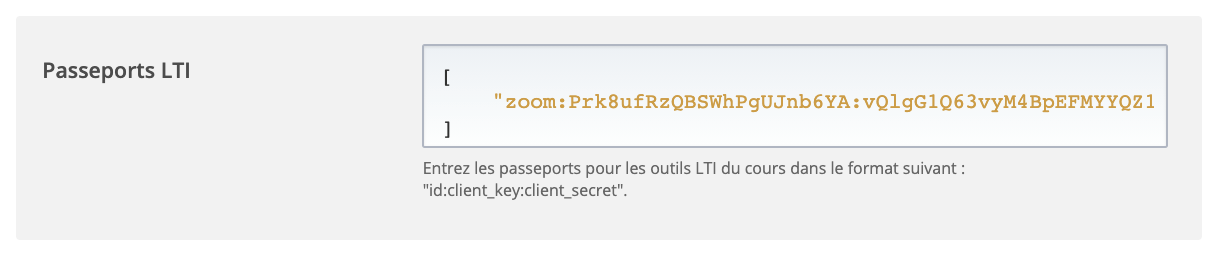 Passeports LTI
[
"zoom:Prk8ufRzQBSWhPgUJnb6YA:vQlgG1Q63vyM4BpEFMYYQZ1
]
Entrez les passeports pour les outils LTI du cours dans le format suivant :
"id:client_key:client_secret".